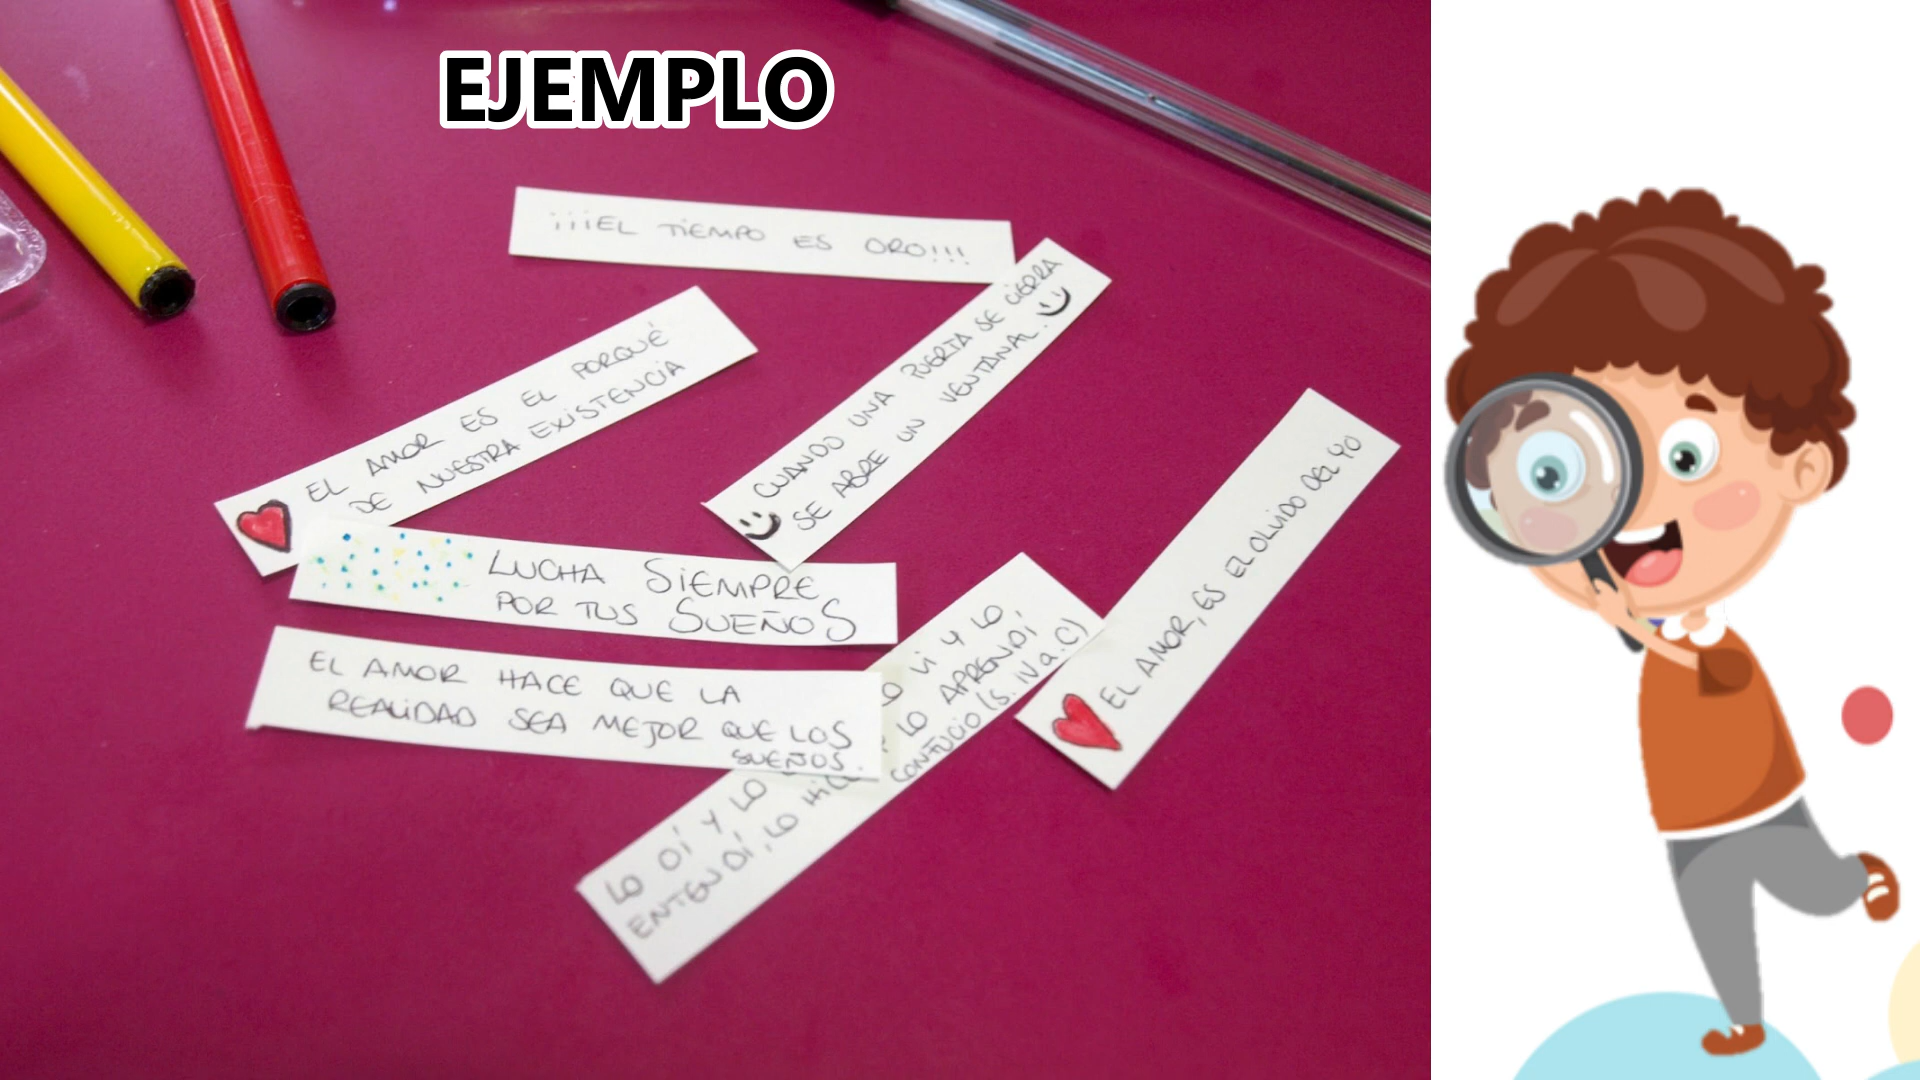 EJEMPLO
¡¡¡EL TIEMPO ES ORO!!!
CUANDO UNA PUERTA SE CIERRA
SE ABRE UN VENTANAL.
EL AMOR ES EL PORQUÉ
DE NUESTRA EXISTENCIA
LUCHA SIEMPRE
POR TUS SUEÑOS
EL AMOR HACE QUE LA
REALIDAD SEA MEJOR QUE LOS
SUEÑOS.
LO OÍ Y LO VI Y LO
ENTENDÍ, LO LO APRENDÍ
CONFUCIO (S. IV a.C)
EL AMOR, ES EL OLVIDO DEL YO